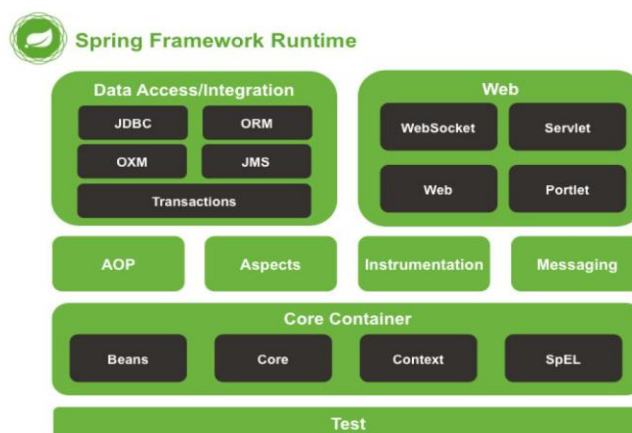 Spring Framework Runtime
Data Access/Integration
JDBC
ORM
OXM
JMS
Transactions
Web
WebSocket
Servlet
Web
Portlet
AOP
Aspects
Instrumentation
Messaging
Core Container
Beans
Core
Context
SpEL
Test